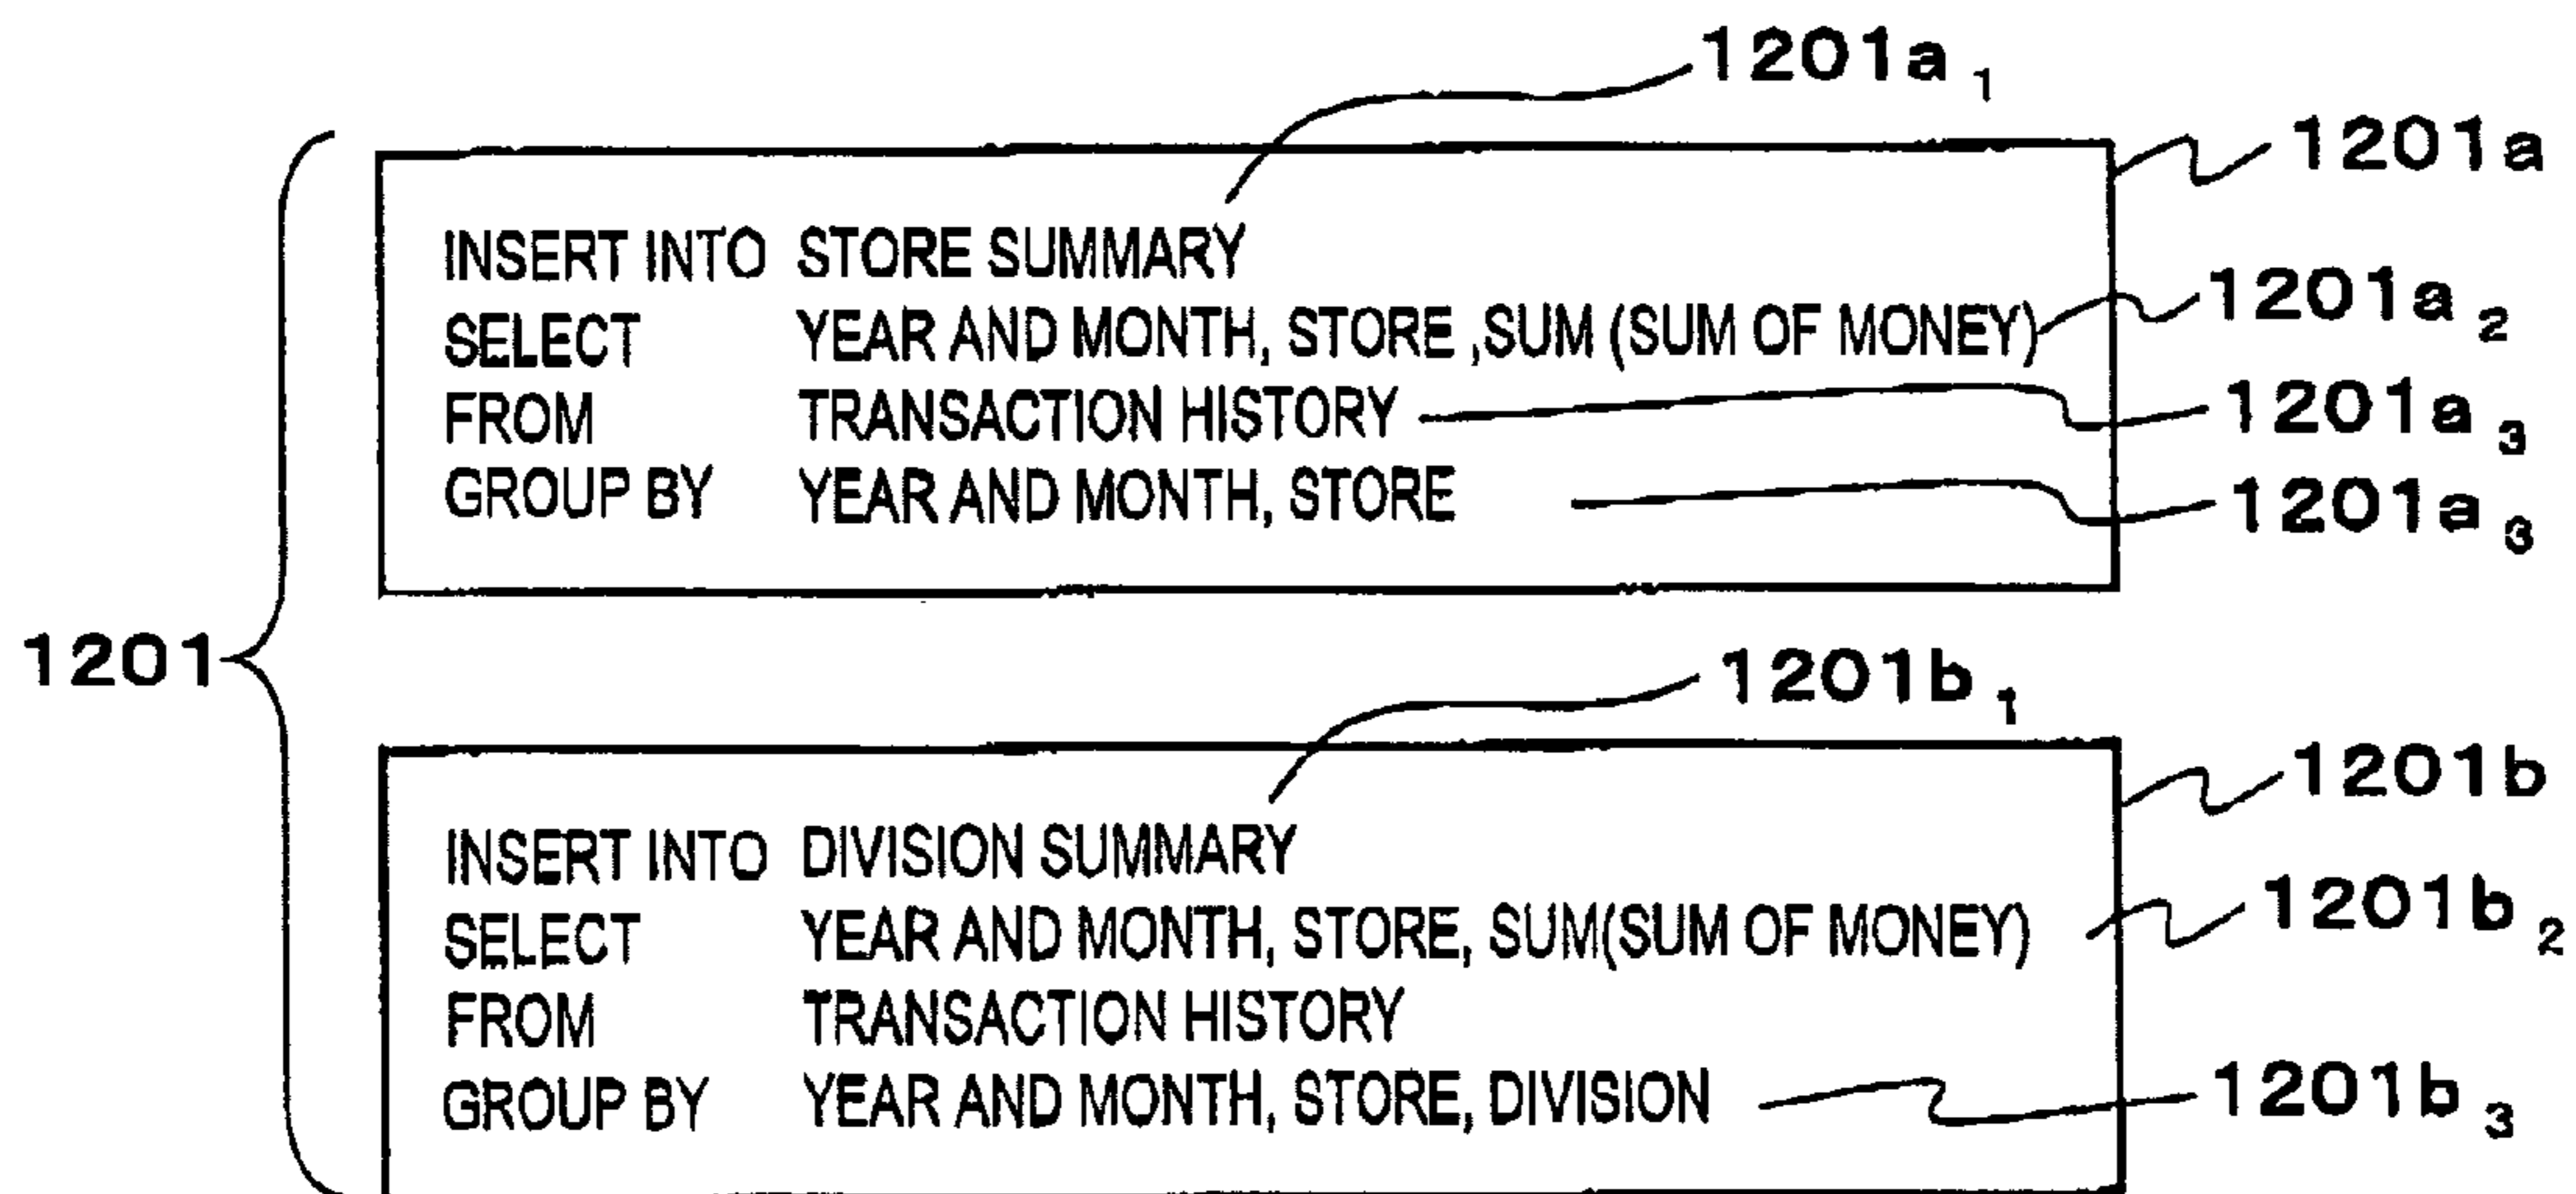 1201a1
1201a
INSERT INTO STORE SUMMARY
SELECT YEAR AND MONTH, STORE ,SUM (SUM OF MONEY) 1201a2
FROM TRANSACTION HISTORY 1201a3
GROUP BY YEAR AND MONTH, STORE 1201a3
1201
1201b1
1201b
INSERT INTO DIVISION SUMMARY
SELECT YEAR AND MONTH, STORE, SUM(SUM OF MONEY) 1201b2
FROM TRANSACTION HISTORY
GROUP BY YEAR AND MONTH, STORE, DIVISION 1201b3